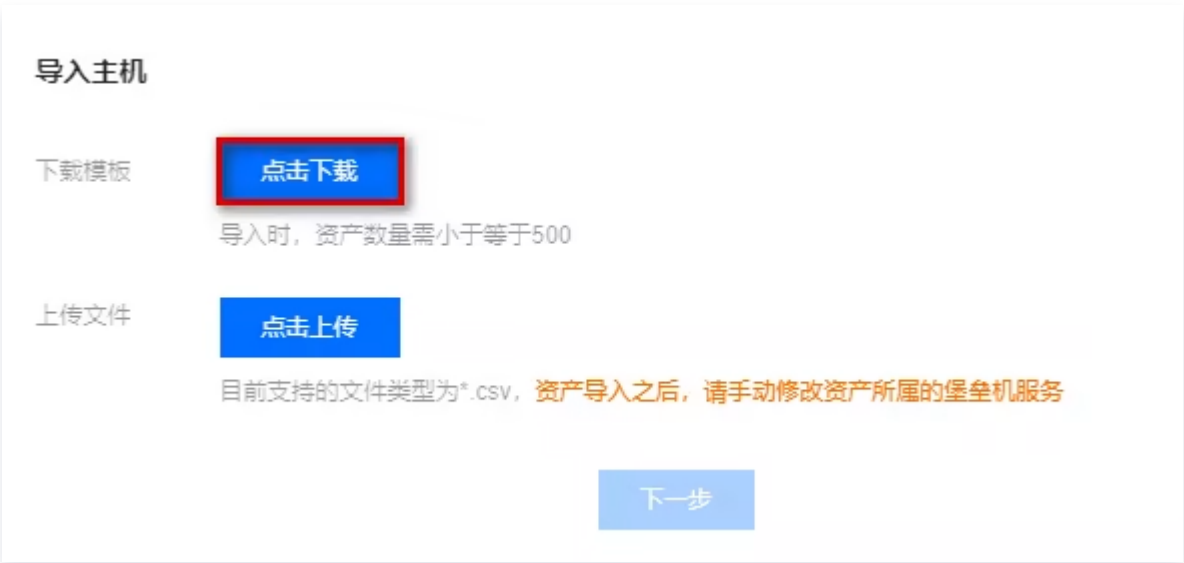 导入主机
下载模板 点击下载
导入时，资产数量需小于等于500
上传文件 点击上传
目前支持的文件类型为*.csv，资产导入之后，请手动修改资产所属的堡垒机服务
下一步